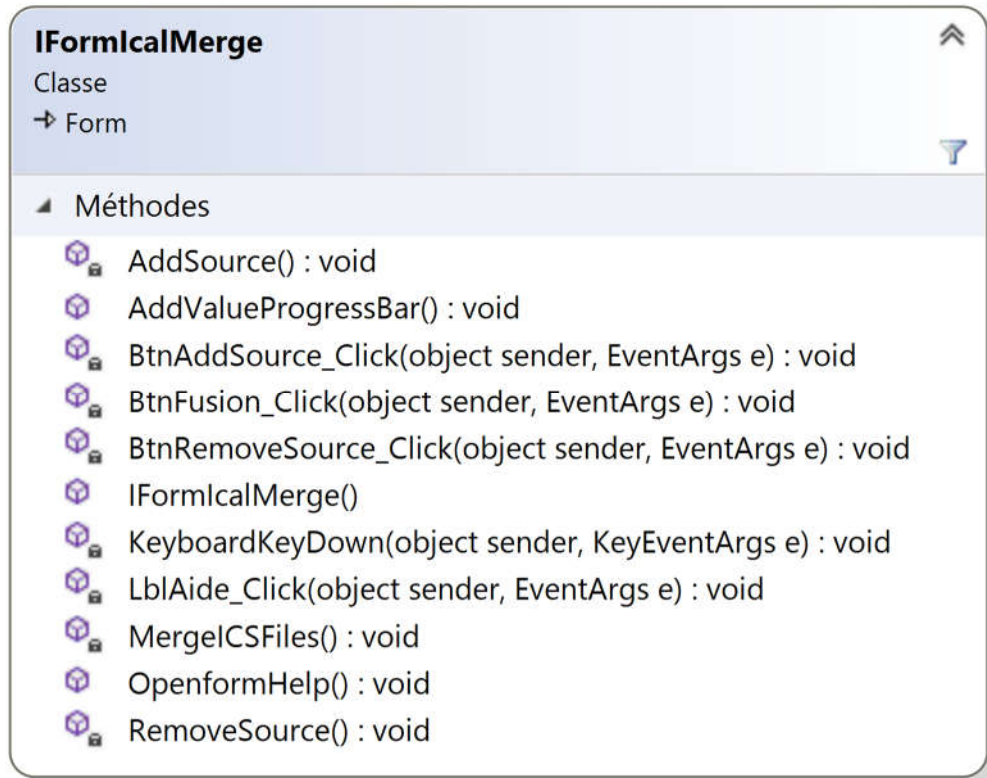 IFormIcalMerge
Classe
Form
Méthodes
AddSource() : void
AddValueProgressBar() : void
BtnAddSource_Click(object sender, EventArgs e) : void
BtnFusion_Click(object sender, EventArgs e) : void
BtnRemoveSource_Click(object sender, EventArgs e) : void
IFormIcalMerge()
KeyboardKeyDown(object sender, KeyEventArgs e) : void
LblAide_Click(object sender, EventArgs e) : void
MergeICSFiles() : void
OpenformHelp() : void
RemoveSource() : void